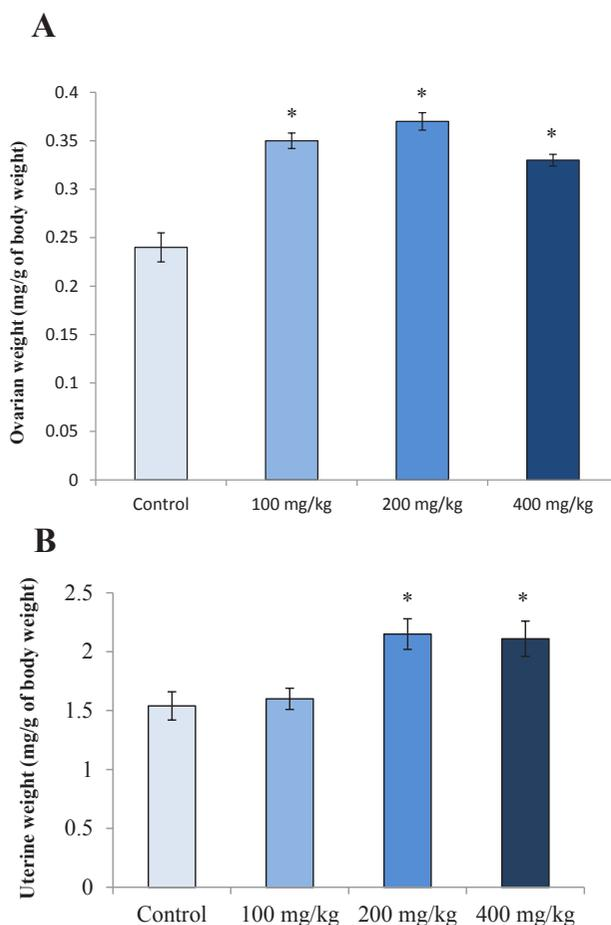 A
Ovarian weight (mg/g of body weight)
0.4
0.35
0.3
0.25
0.2
0.15
0.1
0.05
0
*
*
*
Control
100 mg/kg
200 mg/kg
400 mg/kg
B
Uterine weight (mg/g of body weight)
2.5
2
1.5
1
0.5
0
*
*
Control
100 mg/kg
200 mg/kg
400 mg/kg